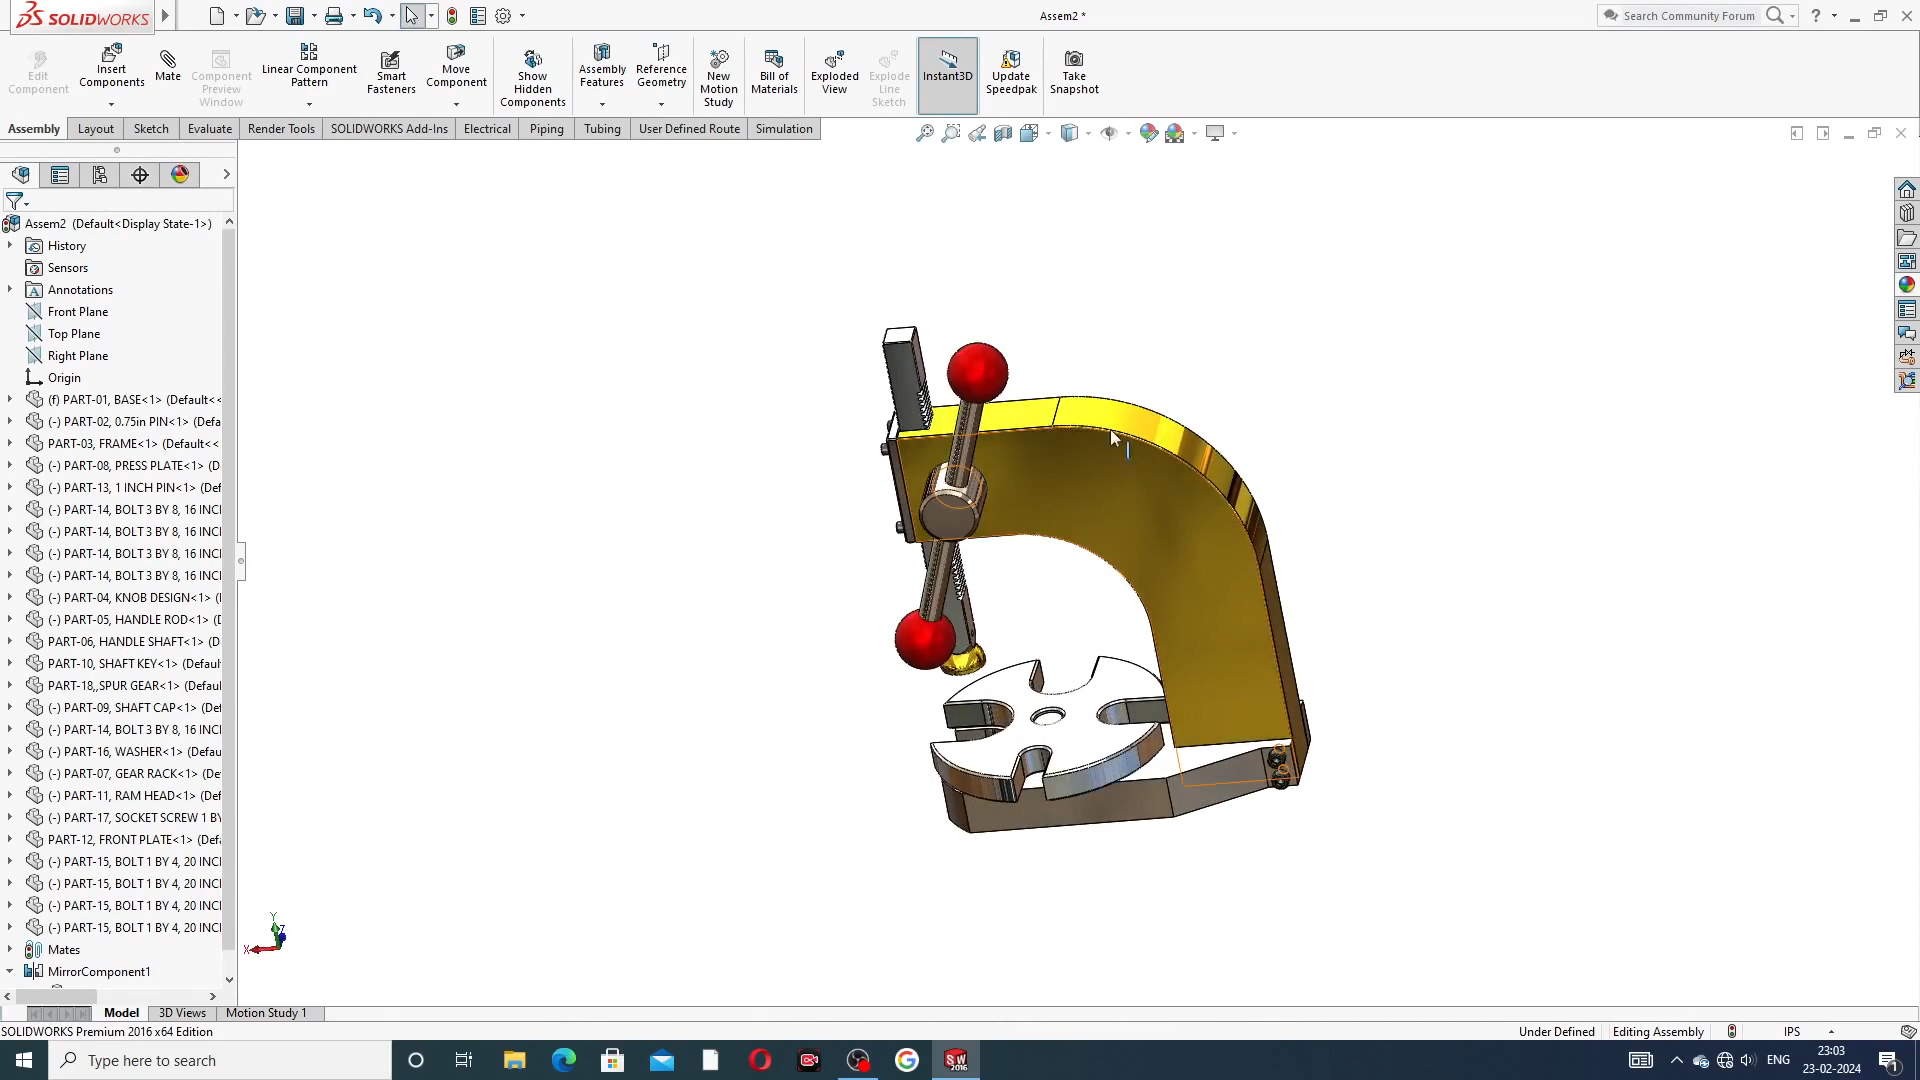 SOLIDWORKS
Assem2 *
Search Community Forum
?
Edit Component
Insert Components
Mate
Component Preview Window
Linear Component Pattern
Smart Fasteners
Move Component
Show Hidden Components
Assembly Features
Reference Geometry
New Motion Study
Bill of Materials
Exploded View
Explode Line Sketch
Instant3D
Update Speedpak
Take Snapshot
Assembly
Layout
Sketch
Evaluate
Render Tools
SOLIDWORKS Add-Ins
Electrical
Piping
Tubing
User Defined Route
Simulation
Assem2 (Default<Display State-1>)
History
Sensors
Annotations
Front Plane
Top Plane
Right Plane
Origin
(f) PART-01, BASE<1> (Default<<
(-) PART-02, 0.75in PIN<1> (Defa
PART-03, FRAME<1> (Default<<
(-) PART-08, PRESS PLATE<1> (D
(-) PART-13, 1 INCH PIN<1> (Def
(-) PART-14, BOLT 3 BY 8, 16 INC
(-) PART-14, BOLT 3 BY 8, 16 INC
(-) PART-14, BOLT 3 BY 8, 16 INC
(-) PART-14, BOLT 3 BY 8, 16 INC
(-) PART-04, KNOB DESIGN<1> (
(-) PART-05, HANDLE ROD<1> (
PART-06, HANDLE SHAFT<1> (D
PART-10, SHAFT KEY<1> (Defaul
PART-18,,SPUR GEAR<1> (Defau
(-) PART-09, SHAFT CAP<1> (Def
(-) PART-14, BOLT 3 BY 8, 16 INC
(-) PART-16, WASHER<1> (Defau
(-) PART-07, GEAR RACK<1> (De
(-) PART-11, RAM HEAD<1> (Def
(-) PART-17, SOCKET SCREW 1 BY
PART-12, FRONT PLATE<1> (Def
(-) PART-15, BOLT 1 BY 4, 20 INC
(-) PART-15, BOLT 1 BY 4, 20 INC
(-) PART-15, BOLT 1 BY 4, 20 INC
(-) PART-15, BOLT 1 BY 4, 20 INC
Mates
MirrorComponent1
Y
Z
X
Model
3D Views
Motion Study 1
SOLIDWORKS Premium 2016 x64 Edition
Under Defined
Editing Assembly
IPS
Type here to search
SW
2016
ENG
23:03
23-02-2024
1